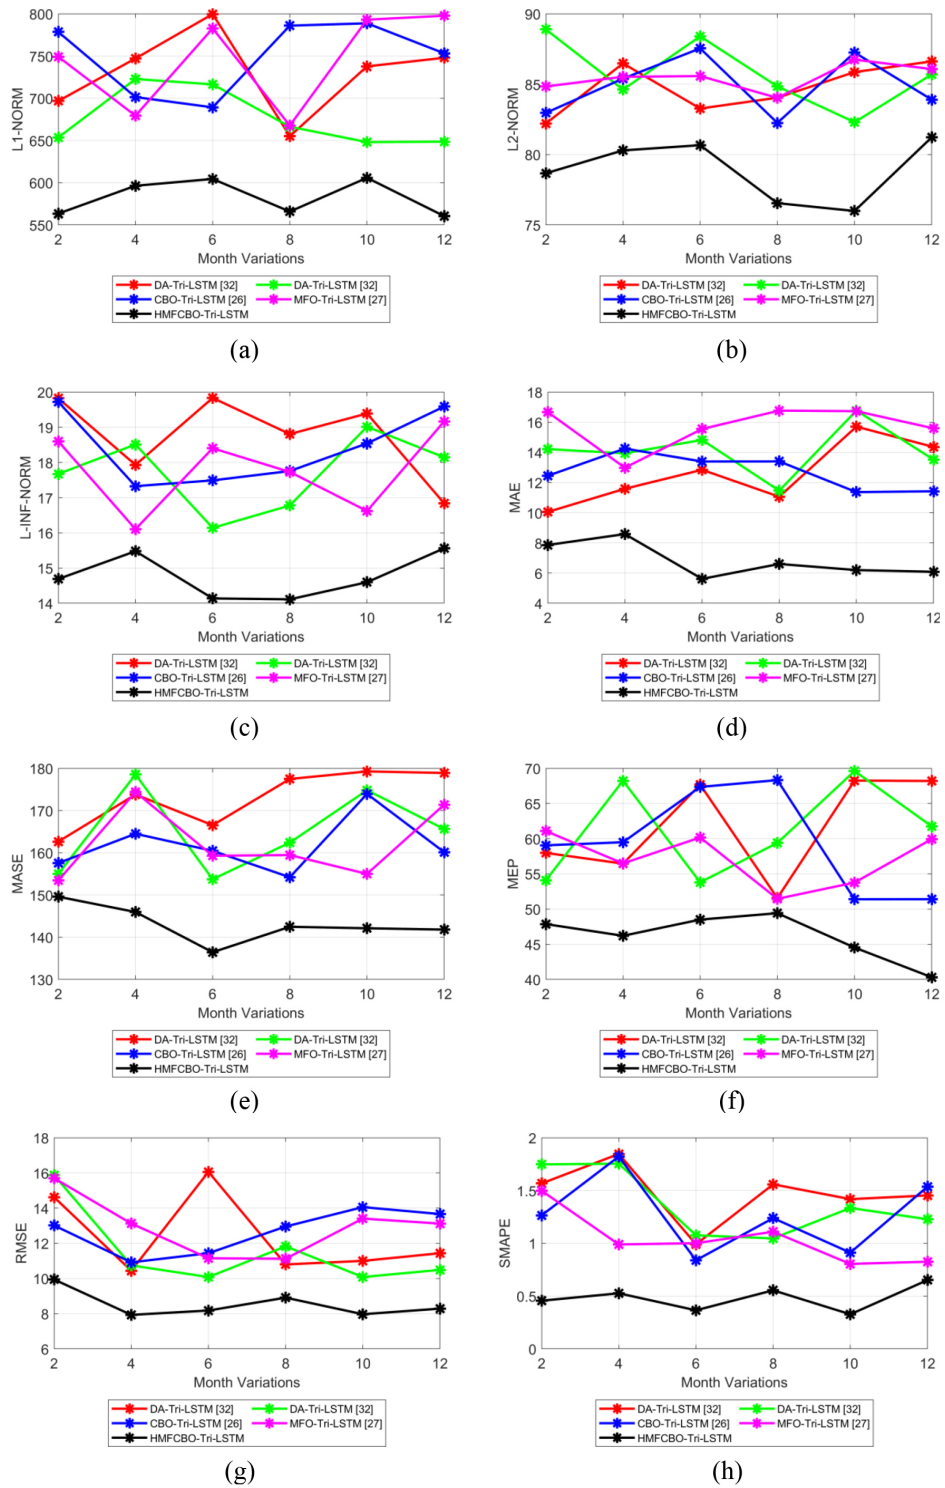 800
750
700
650
600
550
L1-NORM
2 4 6 8 10 12
Month Variations
DA-Tri-LSTM [32] DA-Tri-LSTM [32]
CBO-Tri-LSTM [26] MFO-Tri-LSTM [27]
HMFCBO-Tri-LSTM
(a)
90
85
80
75
L2-NORM
2 4 6 8 10 12
Month Variations
DA-Tri-LSTM [32] DA-Tri-LSTM [32]
CBO-Tri-LSTM [26] MFO-Tri-LSTM [27]
HMFCBO-Tri-LSTM
(b)
20
19
18
17
16
15
14
L-INF-NORM
2 4 6 8 10 12
Month Variations
DA-Tri-LSTM [32] DA-Tri-LSTM [32]
CBO-Tri-LSTM [26] MFO-Tri-LSTM [27]
HMFCBO-Tri-LSTM
(c)
18
16
14
12
10
8
6
4
MAE
2 4 6 8 10 12
Month Variations
DA-Tri-LSTM [32] DA-Tri-LSTM [32]
CBO-Tri-LSTM [26] MFO-Tri-LSTM [27]
HMFCBO-Tri-LSTM
(d)
180
170
160
150
140
130
MASE
2 4 6 8 10 12
Month Variations
DA-Tri-LSTM [32] DA-Tri-LSTM [32]
CBO-Tri-LSTM [26] MFO-Tri-LSTM [27]
HMFCBO-Tri-LSTM
(e)
70
65
60
55
50
45
40
MEP
2 4 6 8 10 12
Month Variations
DA-Tri-LSTM [32] DA-Tri-LSTM [32]
CBO-Tri-LSTM [26] MFO-Tri-LSTM [27]
HMFCBO-Tri-LSTM
(f)
18
16
14
12
10
8
6
RMSE
2 4 6 8 10 12
Month Variations
DA-Tri-LSTM [32] DA-Tri-LSTM [32]
CBO-Tri-LSTM [26] MFO-Tri-LSTM [27]
HMFCBO-Tri-LSTM
(g)
2
1.5
1
0.5
0
SMAPE
2 4 6 8 10 12
Month Variations
DA-Tri-LSTM [32] DA-Tri-LSTM [32]
CBO-Tri-LSTM [26] MFO-Tri-LSTM [27]
HMFCBO-Tri-LSTM
(h)